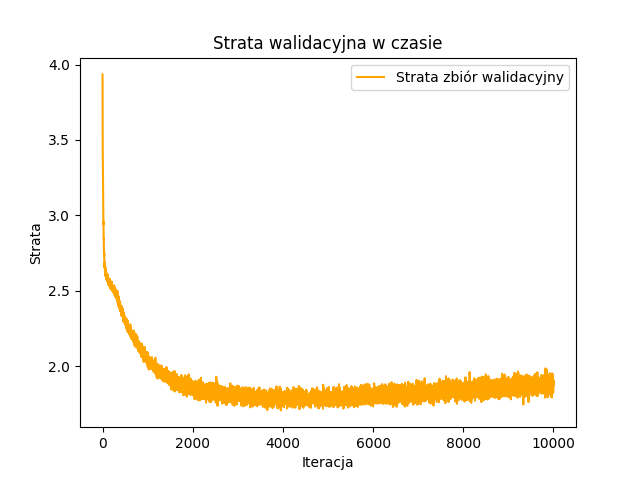 Strata walidacyjna w czasie
Strata zbiór walidacyjny
Strata
4.0
3.5
3.0
2.5
2.0
0
2000
4000
6000
8000
10000
Iteracja